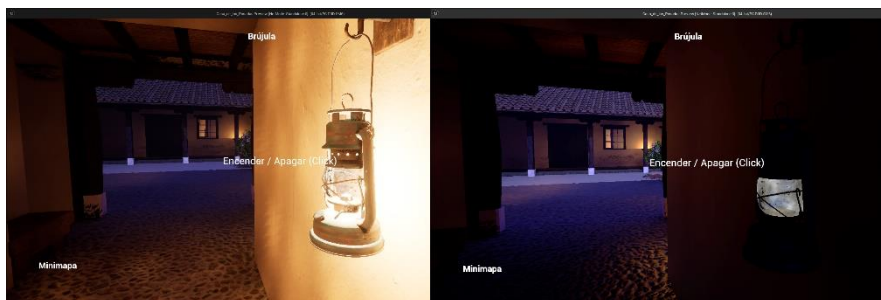 Brújula
Encender / Apagar (Click)
Minimapa
Brújula
Encender / Apagar (Click)
Minimapa